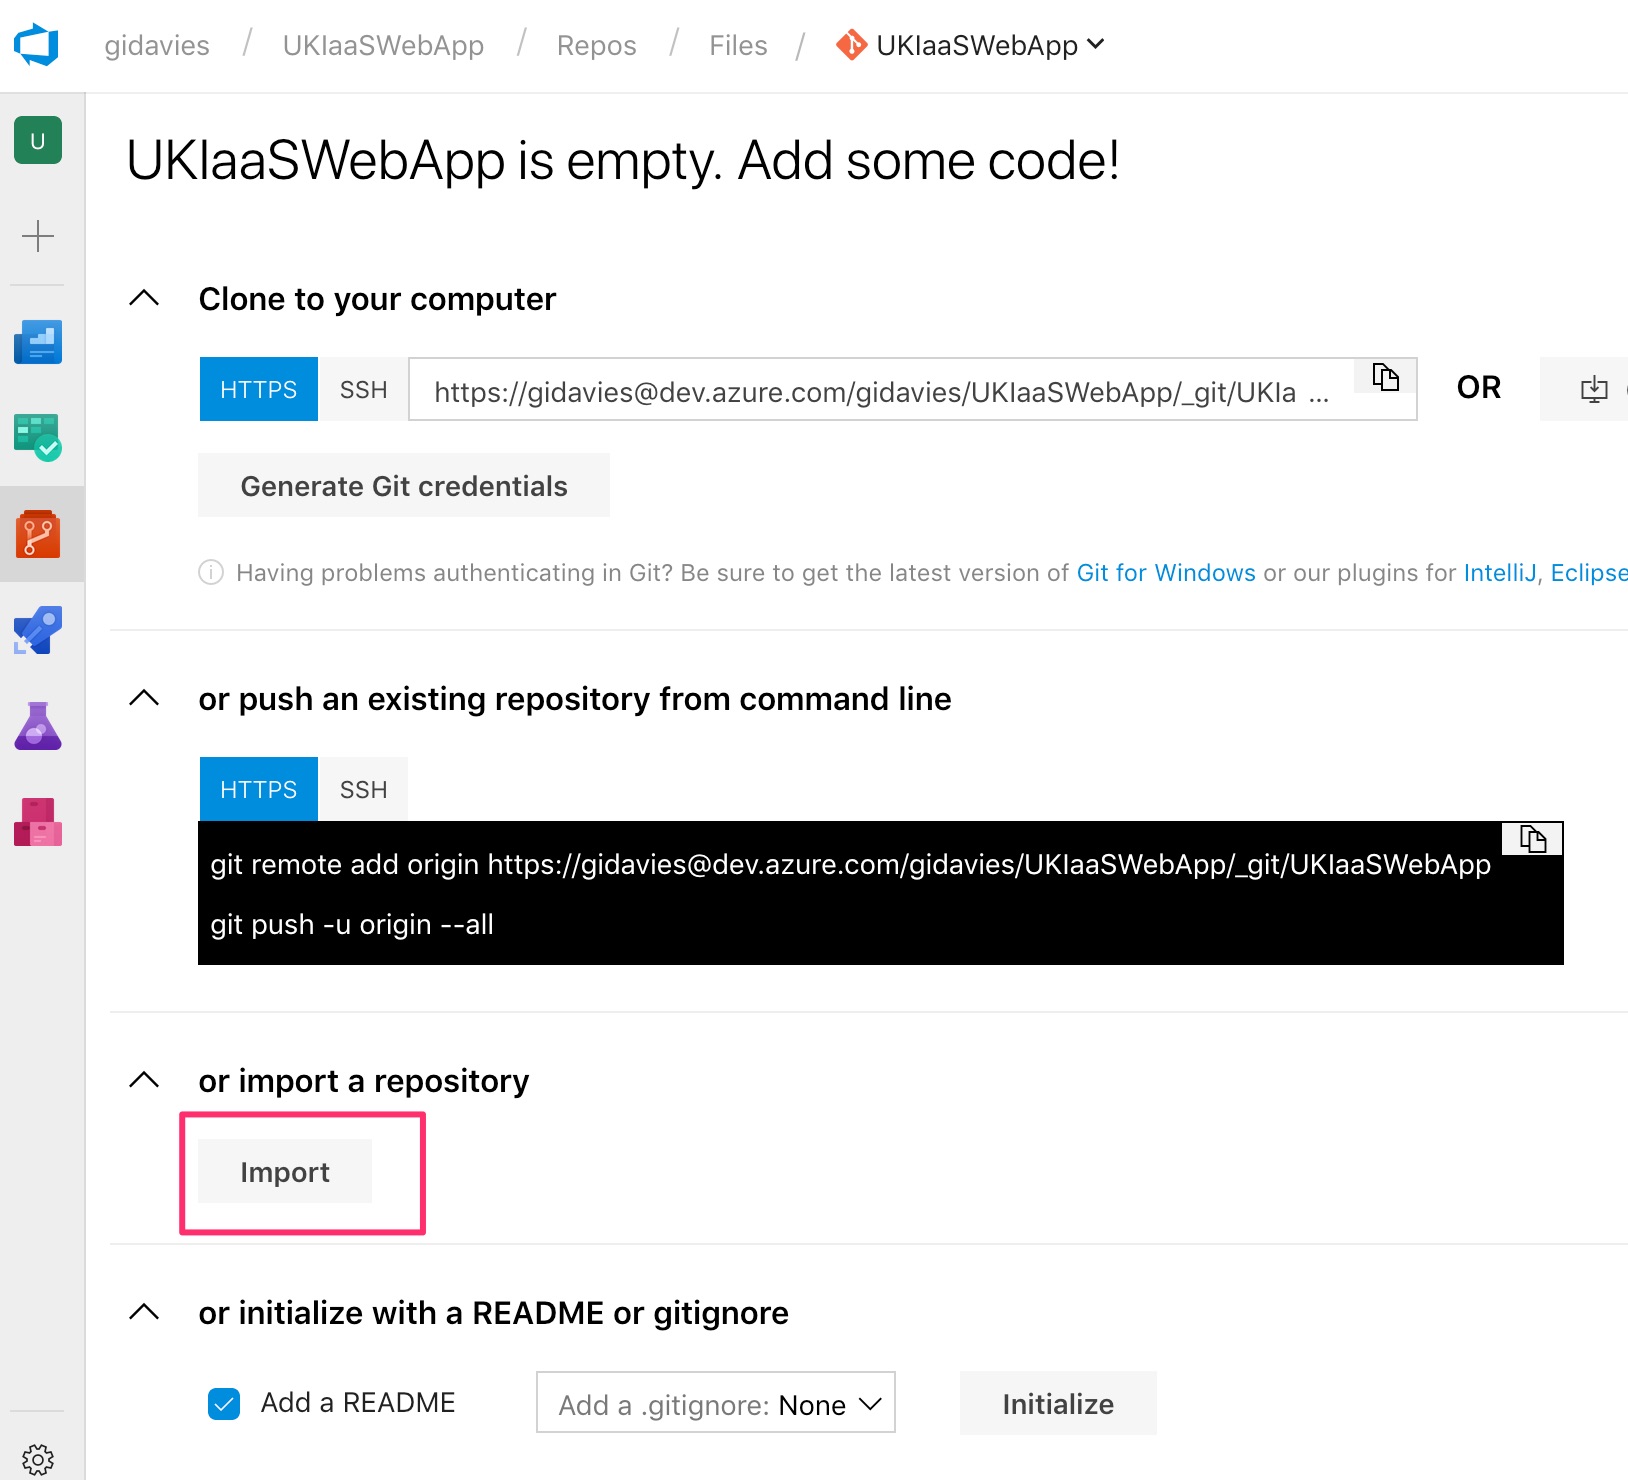 gidavies / UKIaaSWebApp / Repos / Files / UKIaaSWebApp
U
UKIaaSWebApp is empty. Add some code!
Clone to your computer
HTTPS SSH https://gidavies@dev.azure.com/gidavies/UKIaaSWebApp/_git/UKIa ... OR
Generate Git credentials
Having problems authenticating in Git? Be sure to get the latest version of Git for Windows or our plugins for IntelliJ, Eclipse
or push an existing repository from command line
HTTPS SSH
git remote add origin https://gidavies@dev.azure.com/gidavies/UKIaaSWebApp/_git/UKIaaSWebApp
git push -u origin --all
or import a repository
Import
or initialize with a README or gitignore
Add a README Add a .gitignore: None Initialize